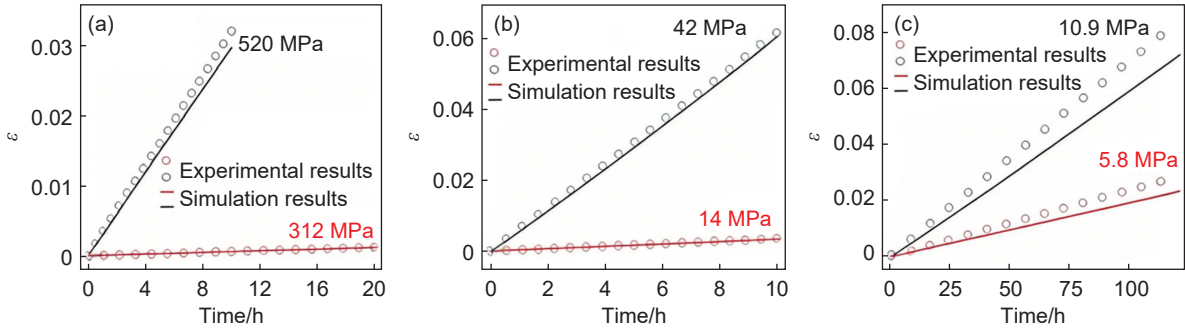 (a)
520 MPa
Experimental results
Simulation results
312 MPa
0.03
0.02
0.01
0
ε
0 4 8 12 16 20
Time/h
(b)
42 MPa
Experimental results
Simulation results
14 MPa
0.06
0.04
0.02
0
ε
0 2 4 6 8 10
Time/h
(c)
10.9 MPa
Experimental results
Simulation results
5.8 MPa
0.08
0.06
0.04
0.02
0
ε
0 25 50 75 100
Time/h